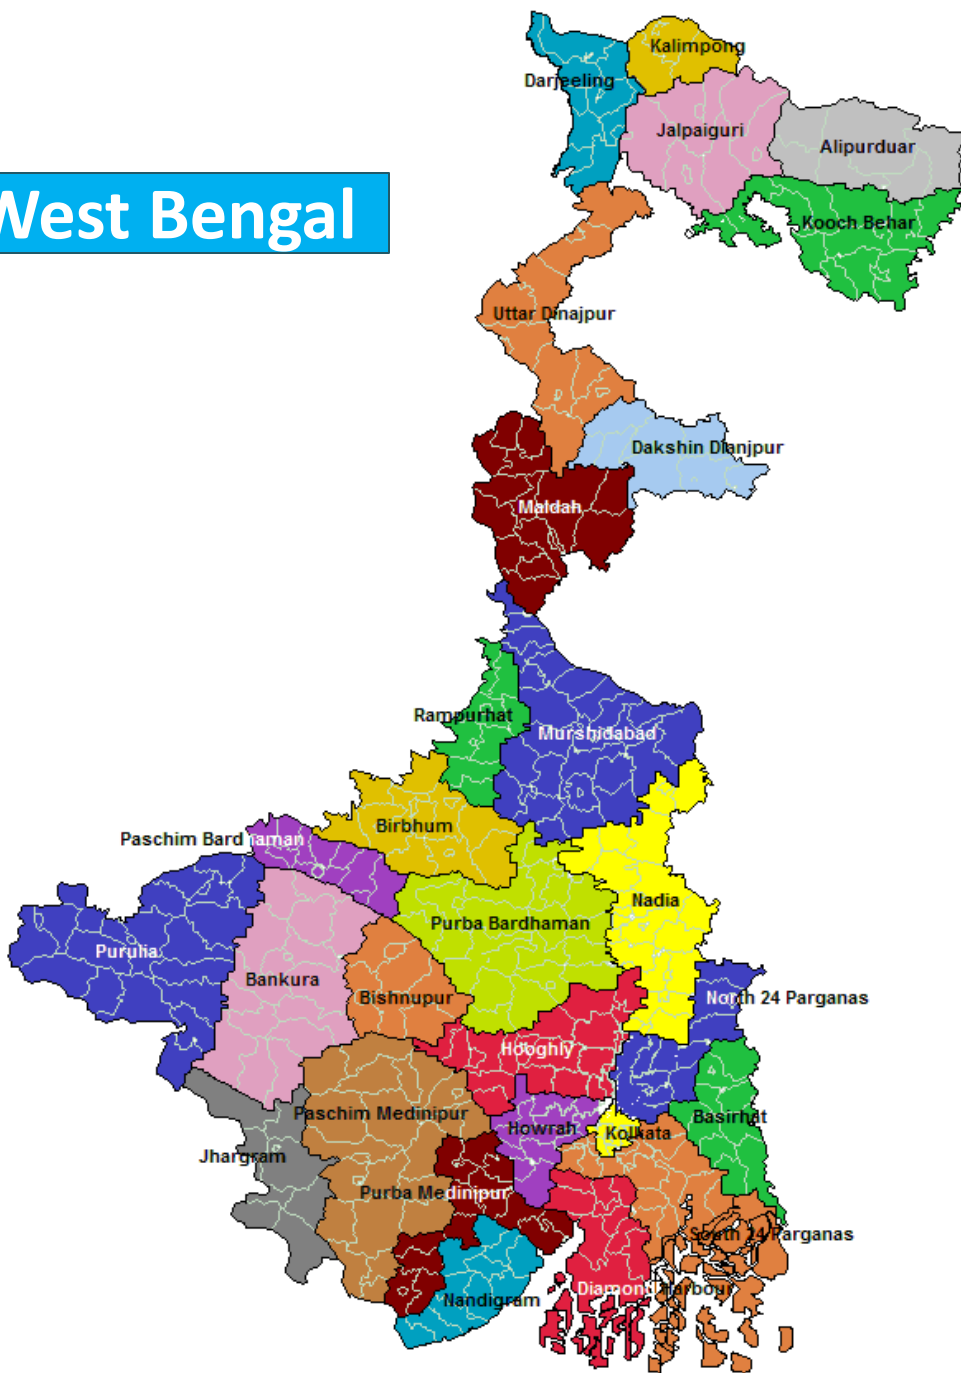 West Bengal
Kalimpong
Darjeeling
Jalpaiguri
Alipurduar
Kooch Behar
Uttar Dinajpur
Dakshin Dianjpur
Maldah
Rampurhat
Murshidabad
Birbhum
Paschim Bardhaman
Nadia
Purba Bardhaman
Purulia
Bankura
Bishnupur
North 24 Parganas
Hooghly
Paschim Medinipur
Howrah
Kolkata
Basirhat
Jhargram
Purba Medinipur
South 24 Parganas
Diamond Harbour
Nandigram